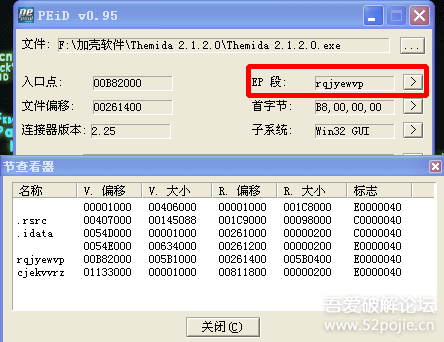 PEiD v0.95
文件: F:\加壳软件\Themida 2.1.2.0\Themida 2.1.2.0.exe ...
入口点: 00B82000 EP 段: rqjyewvp >
文件偏移: 00261400 首字节: B8,00,00,00 >
连接器版本: 2.25 子系统: Win32 GUI >
节查看器
名称 V. 偏移 V. 大小 R. 偏移 R. 大小 标志
00001000 00406000 00001000 001C8000 E0000040
.rsrc 00407000 00145088 001C9000 00098000 C0000040
.idata 0054D000 00001000 00261000 00000200 C0000040
0054E000 00634000 00261200 00000200 E0000040
rqjyewvp 00B82000 005B1000 00261400 005B0400 E0000040
cjekvvrz 01133000 00001000 00811800 00000200 E0000040
关闭(C)
吾爱破解论坛
www.52pojie.cn